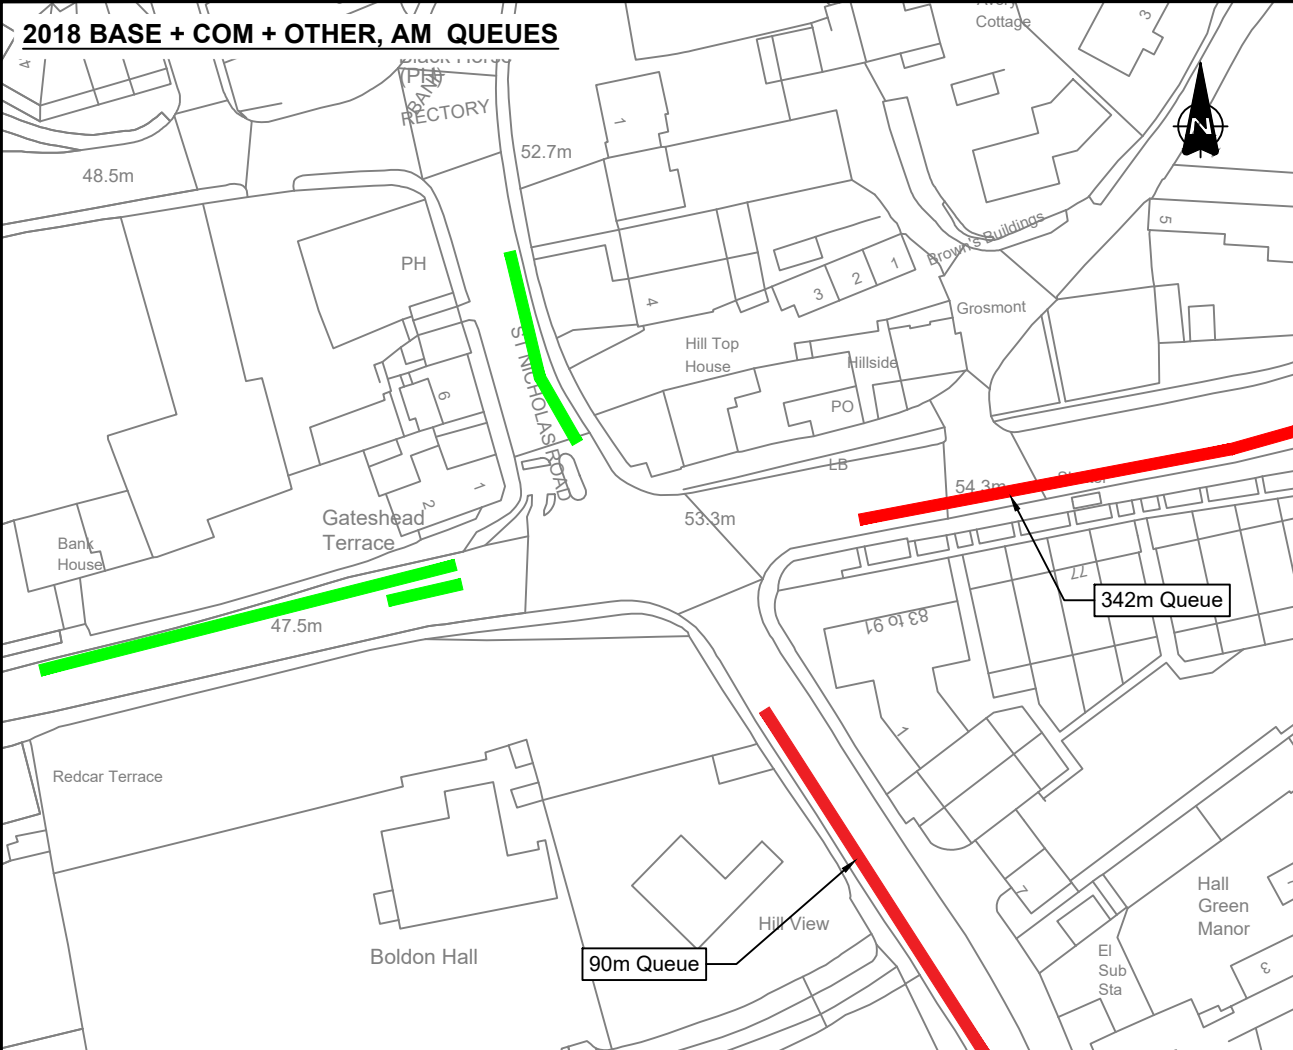 2018 BASE + COM + OTHER, AM QUEUES
Cottage
3
(PH)
BANK
RECTORY
1
N
52.7m
48.5m
5
Brown's Buildings
PH
1
2
3
4
Grosmont
ST NICHOLAS ROAD
Hill Top
House
Hillside
6
PO
LB
54.3m
1
2
53.3m
Gateshead
Terrace
Bank
House
77
342m Queue
83 to 91
47.5m
1
Redcar Terrace
7
Hall
Green
Manor
Hill View
Boldon Hall
90m Queue
El
Sub
Sta
3